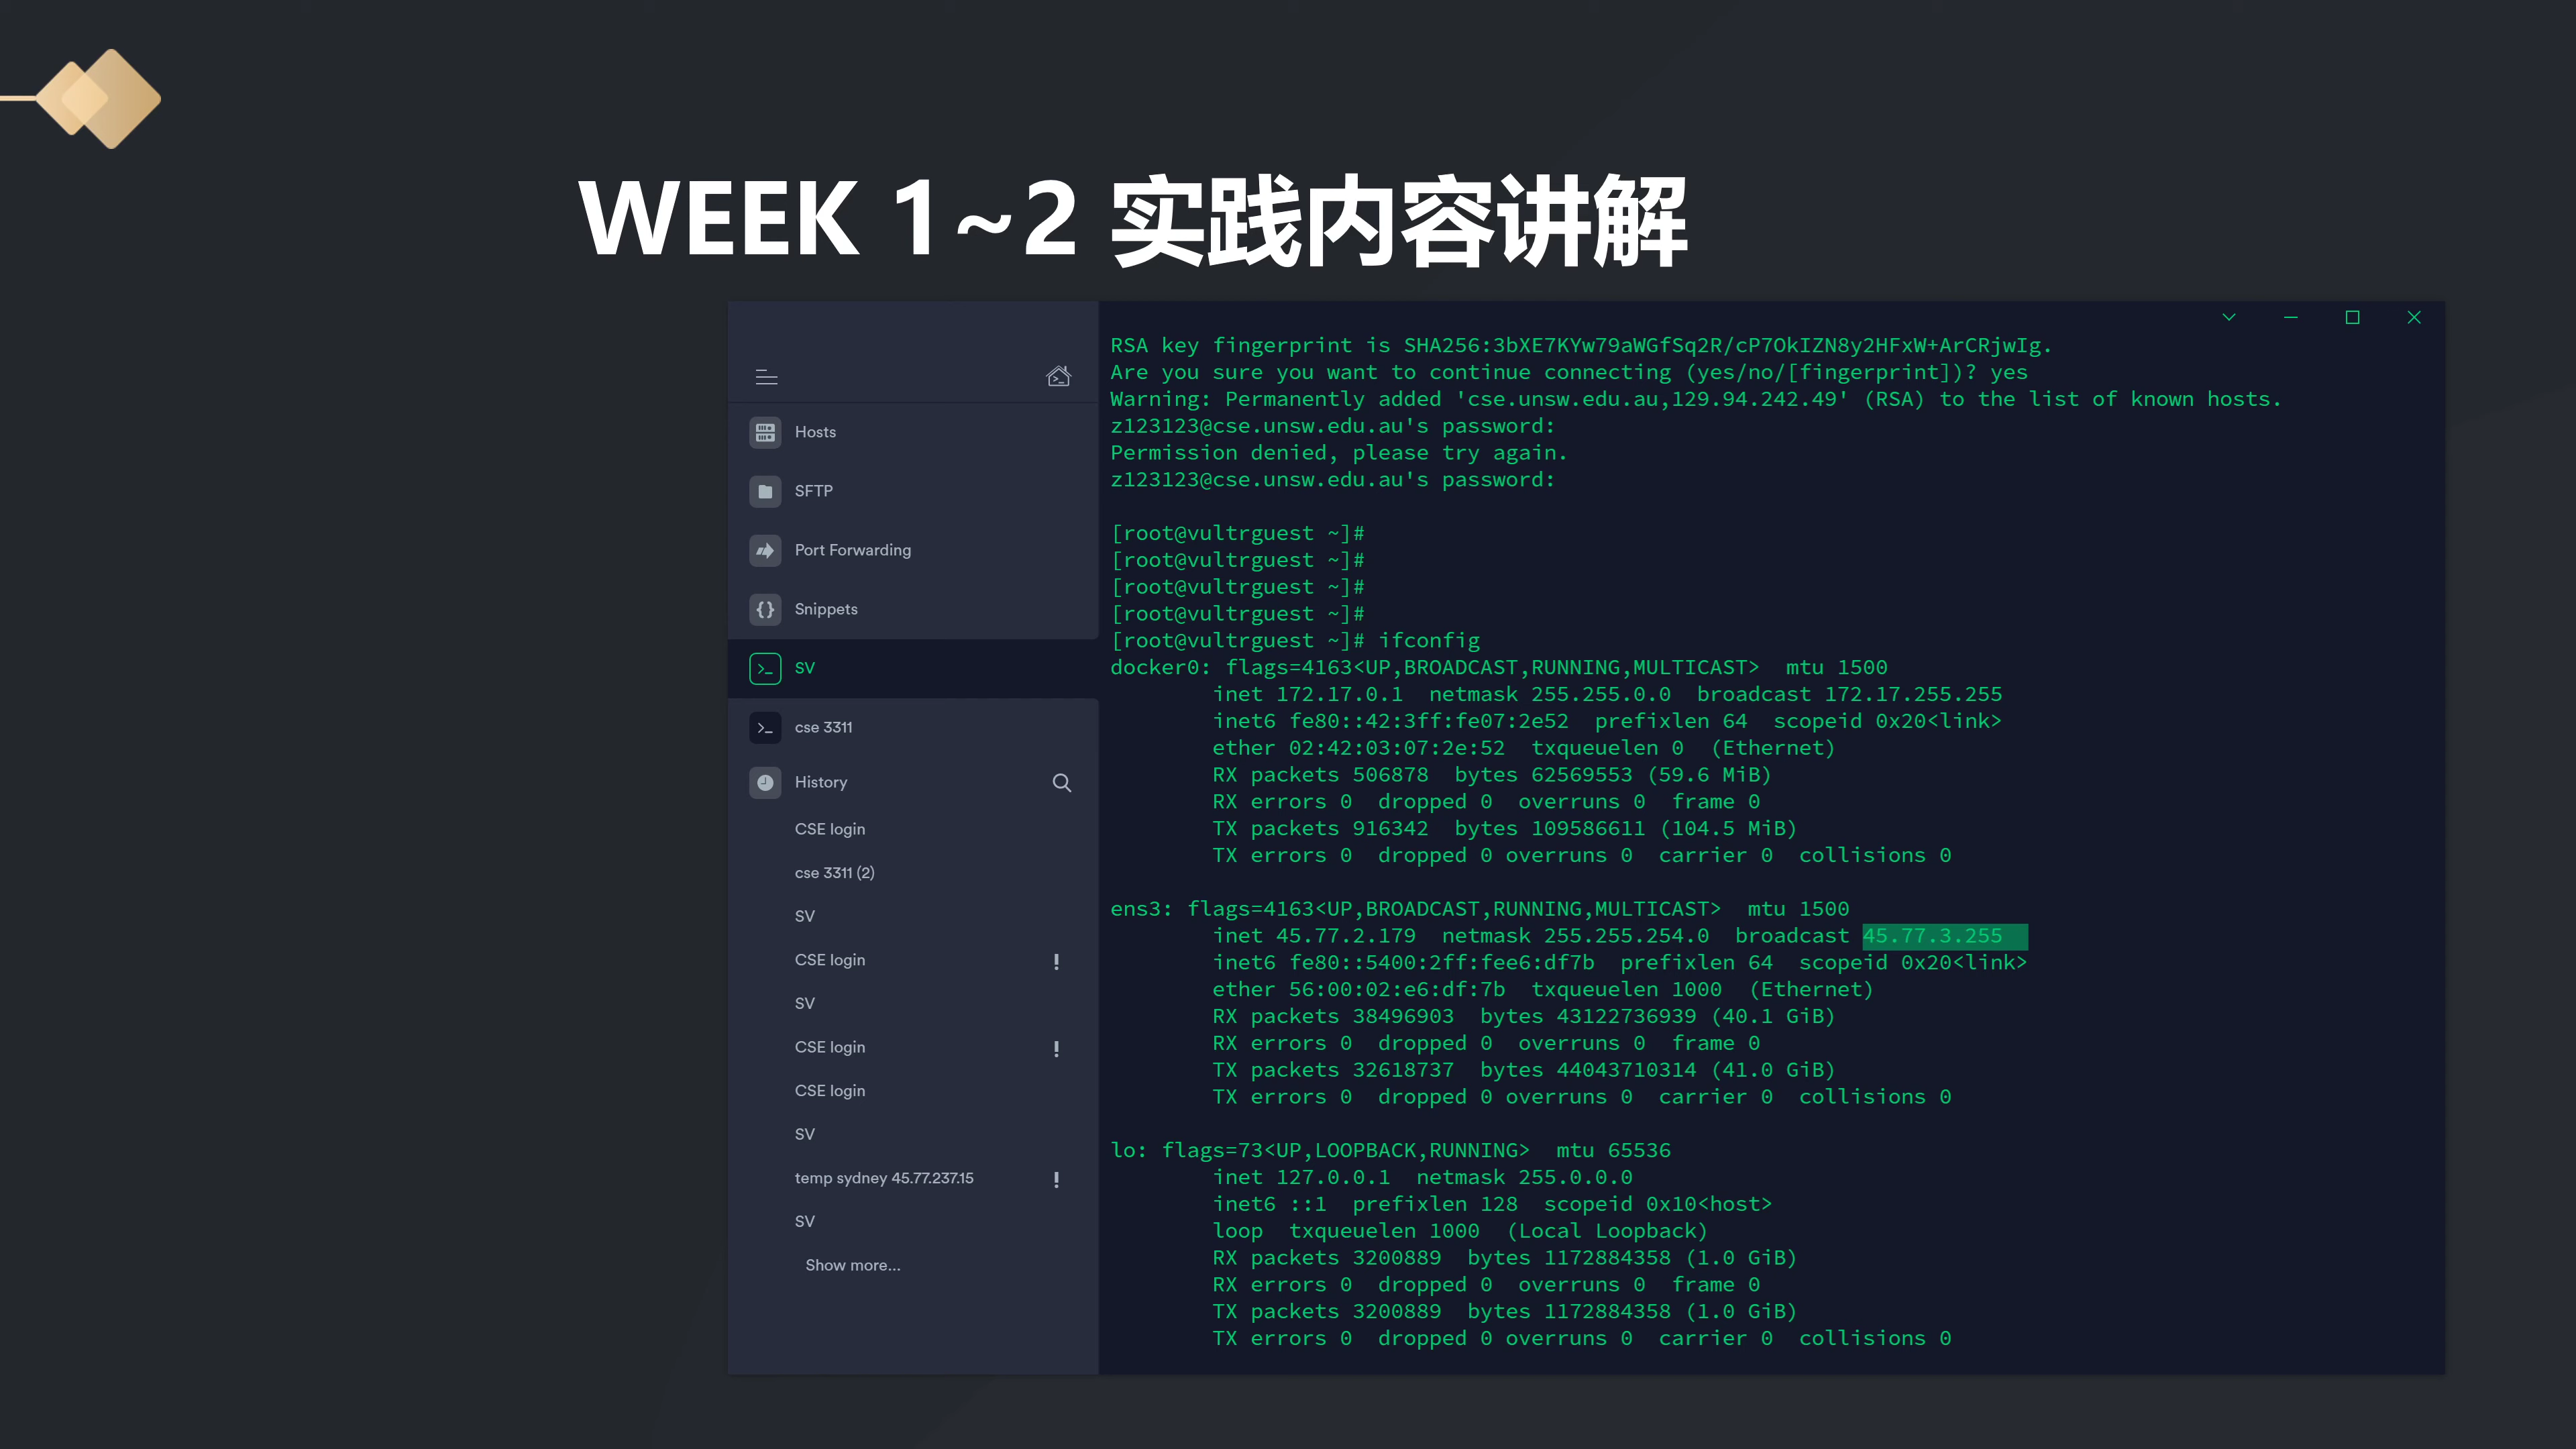 WEEK 1~2 实践内容讲解
Hosts
SFTP
Port Forwarding
Snippets
SV
cse 3311
History
CSE login
cse 3311 (2)
SV
CSE login
SV
CSE login
CSE login
SV
temp sydney 45.77.237.15
SV
Show more...
RSA key fingerprint is SHA256:3bXE7KYw79aWGfSq2R/cP7OkIZN8y2HFxW+ArCRjwIg.
Are you sure you want to continue connecting (yes/no/[fingerprint])? yes
Warning: Permanently added 'cse.unsw.edu.au,129.94.242.49' (RSA) to the list of known hosts.
z123123@cse.unsw.edu.au's password:
Permission denied, please try again.
z123123@cse.unsw.edu.au's password:
[root@vultrguest ~]#
[root@vultrguest ~]#
[root@vultrguest ~]#
[root@vultrguest ~]#
[root@vultrguest ~]# ifconfig
docker0: flags=4163<UP,BROADCAST,RUNNING,MULTICAST>  mtu 1500
inet 172.17.0.1  netmask 255.255.0.0  broadcast 172.17.255.255
inet6 fe80::42:3ff:fe07:2e52  prefixlen 64  scopeid 0x20<link>
ether 02:42:03:07:2e:52  txqueuelen 0  (Ethernet)
RX packets 506878  bytes 62569553 (59.6 MiB)
RX errors 0  dropped 0  overruns 0  frame 0
TX packets 916342  bytes 109586611 (104.5 MiB)
TX errors 0  dropped 0 overruns 0  carrier 0  collisions 0
ens3: flags=4163<UP,BROADCAST,RUNNING,MULTICAST>  mtu 1500
inet 45.77.2.179  netmask 255.255.254.0  broadcast 45.77.3.255
inet6 fe80::5400:2ff:fee6:df7b  prefixlen 64  scopeid 0x20<link>
ether 56:00:02:e6:df:7b  txqueuelen 1000  (Ethernet)
RX packets 38496903  bytes 43122736939 (40.1 GiB)
RX errors 0  dropped 0  overruns 0  frame 0
TX packets 32618737  bytes 44043710314 (41.0 GiB)
TX errors 0  dropped 0 overruns 0  carrier 0  collisions 0
lo: flags=73<UP,LOOPBACK,RUNNING>  mtu 65536
inet 127.0.0.1  netmask 255.0.0.0
inet6 ::1  prefixlen 128  scopeid 0x10<host>
loop  txqueuelen 1000  (Local Loopback)
RX packets 3200889  bytes 1172884358 (1.0 GiB)
RX errors 0  dropped 0  overruns 0  frame 0
TX packets 3200889  bytes 1172884358 (1.0 GiB)
TX errors 0  dropped 0 overruns 0  carrier 0  collisions 0